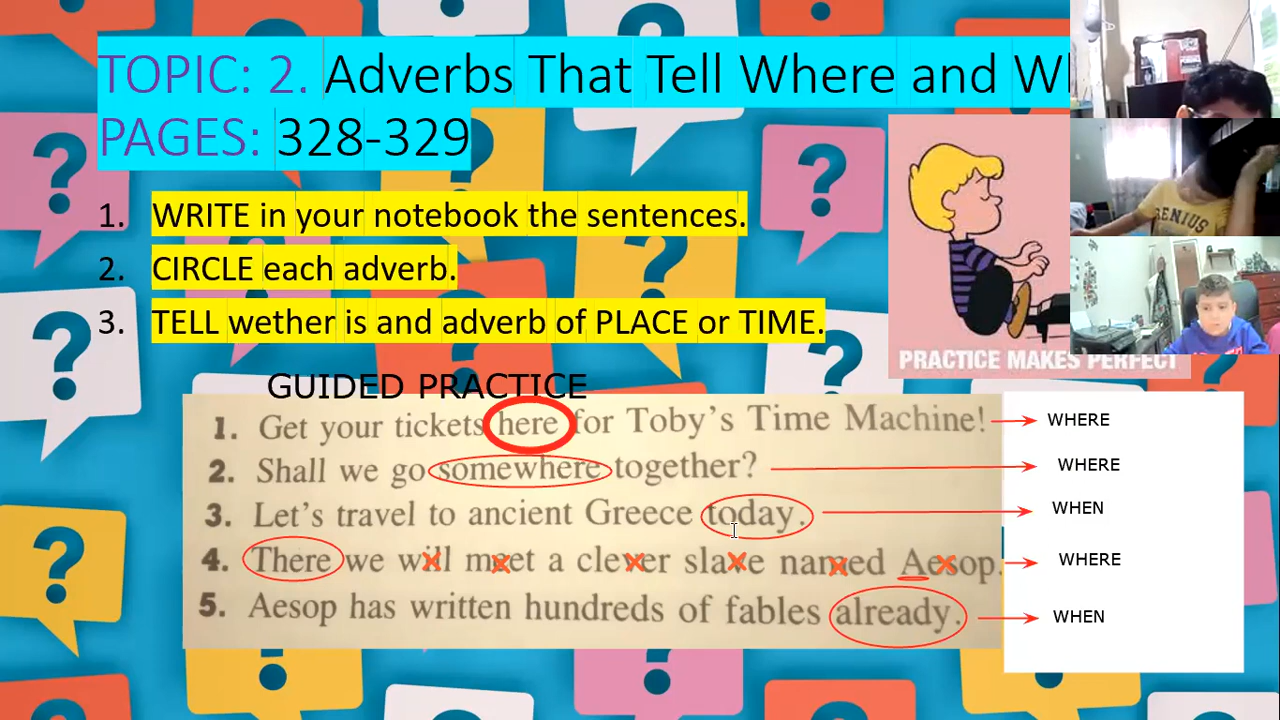 TOPIC: 2. Adverbs That Tell Where and
PAGES: 328-329
1. WRITE in your notebook the sentences.
2. CIRCLE each adverb.
3. TELL wether is and adverb of PLACE or TIME.
PRACTICE MAKES PERFECT
GENIUS
GUIDED PRACTICE
1. Get your tickets here for Toby's Time Machine! WHERE
2. Shall we go somewhere together? WHERE
3. Let's travel to ancient Greece today. WHEN
4. There we will meet a clever slave named Aesop. WHERE
5. Aesop has written hundreds of fables already. WHEN